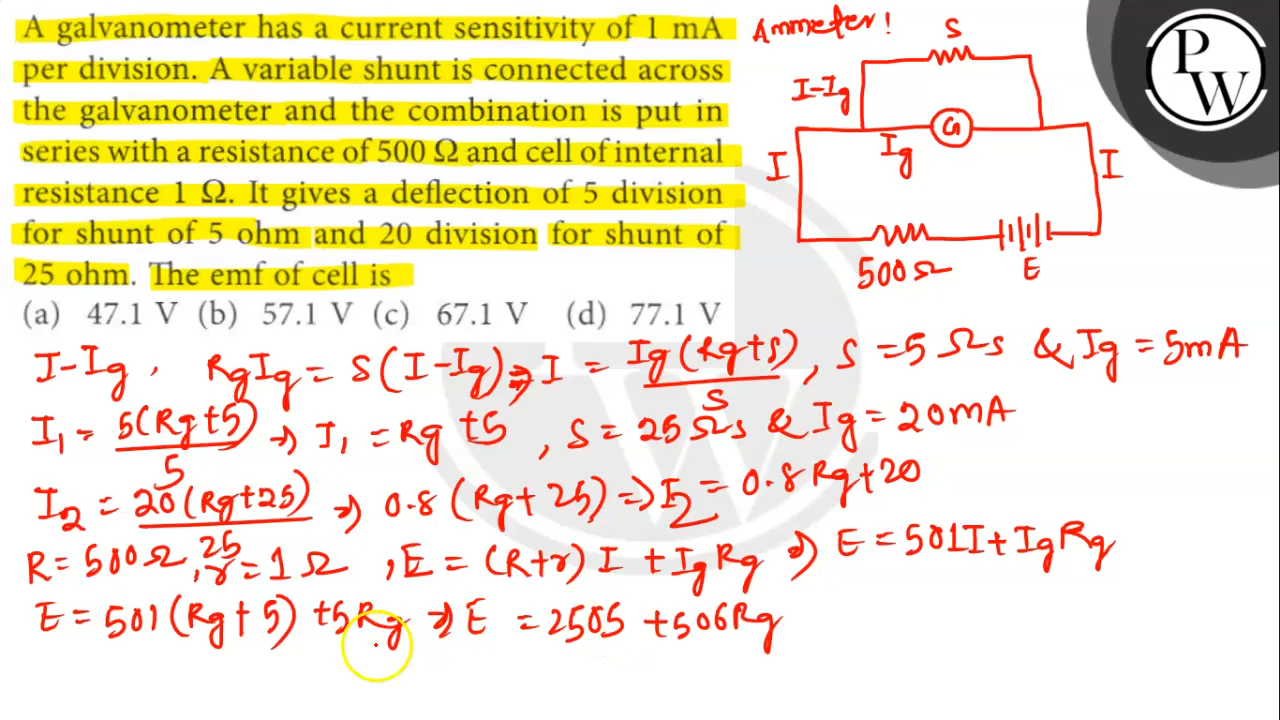 A galvanometer has a current sensitivity of 1 mA
per division. A variable shunt is connected across
the galvanometer and the combination is put in
series with a resistance of 500 Ω and cell of internal
resistance 1 Ω. It gives a deflection of 5 division
for shunt of 5 ohm and 20 division for shunt of
25 ohm. The emf of cell is
(a) 47.1 V (b) 57.1 V (c) 67.1 V (d) 77.1 V
Ammeter!
S
I-Ig
G
Ig
I
I
500Ω
E
P
W
I-Ig, RgIg = S(I-Ig) ⇒ I = Ig(Rg+S)/S, S = 5Ωs & Ig = 5mA
I1 = 5(Rg+5)/5 ⇒ I1 = Rg+5, S = 25Ωs & Ig = 20mA
I2 = 20(Rg+25)/25 ⇒ 0.8(Rg+25) ⇒ I2 = 0.8Rg+20
R = 500Ω, r = 1Ω, E = (R+r)I + IgRg ⇒ E = 501I + IgRg
E = 501(Rg+5) + 5Rg ⇒ E = 2505 + 506Rg